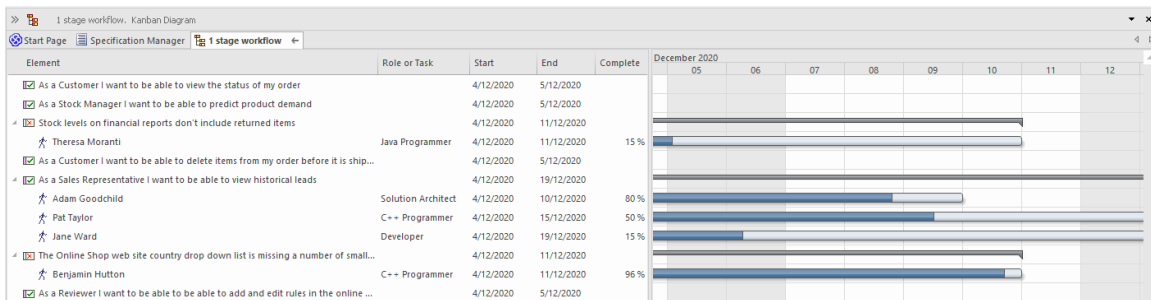 1 stage workflow. Kanban Diagram
Start Page Specification Manager 1 stage workflow
Element Role or Task Start End Complete December 2020
05 06 07 08 09 10 11 12
As a Customer I want to be able to view the status of my order 4/12/2020 5/12/2020
As a Stock Manager I want to be able to predict product demand 4/12/2020 5/12/2020
Stock levels on financial reports don't include returned items 4/12/2020 11/12/2020
Theresa Moranti Java Programmer 4/12/2020 11/12/2020 15 %
As a Customer I want to be able to delete items from my order before it is ship... 4/12/2020 5/12/2020
As a Sales Representative I want to be able to view historical leads 4/12/2020 19/12/2020
Adam Goodchild Solution Architect 4/12/2020 10/12/2020 80 %
Pat Taylor C++ Programmer 4/12/2020 15/12/2020 50 %
Jane Ward Developer 4/12/2020 19/12/2020 15 %
The Online Shop web site country drop down list is missing a number of small... 4/12/2020 11/12/2020
Benjamin Hutton C++ Programmer 4/12/2020 11/12/2020 96 %
As a Reviewer I want to be able to be able to add and edit rules in the online ... 4/12/2020 5/12/2020